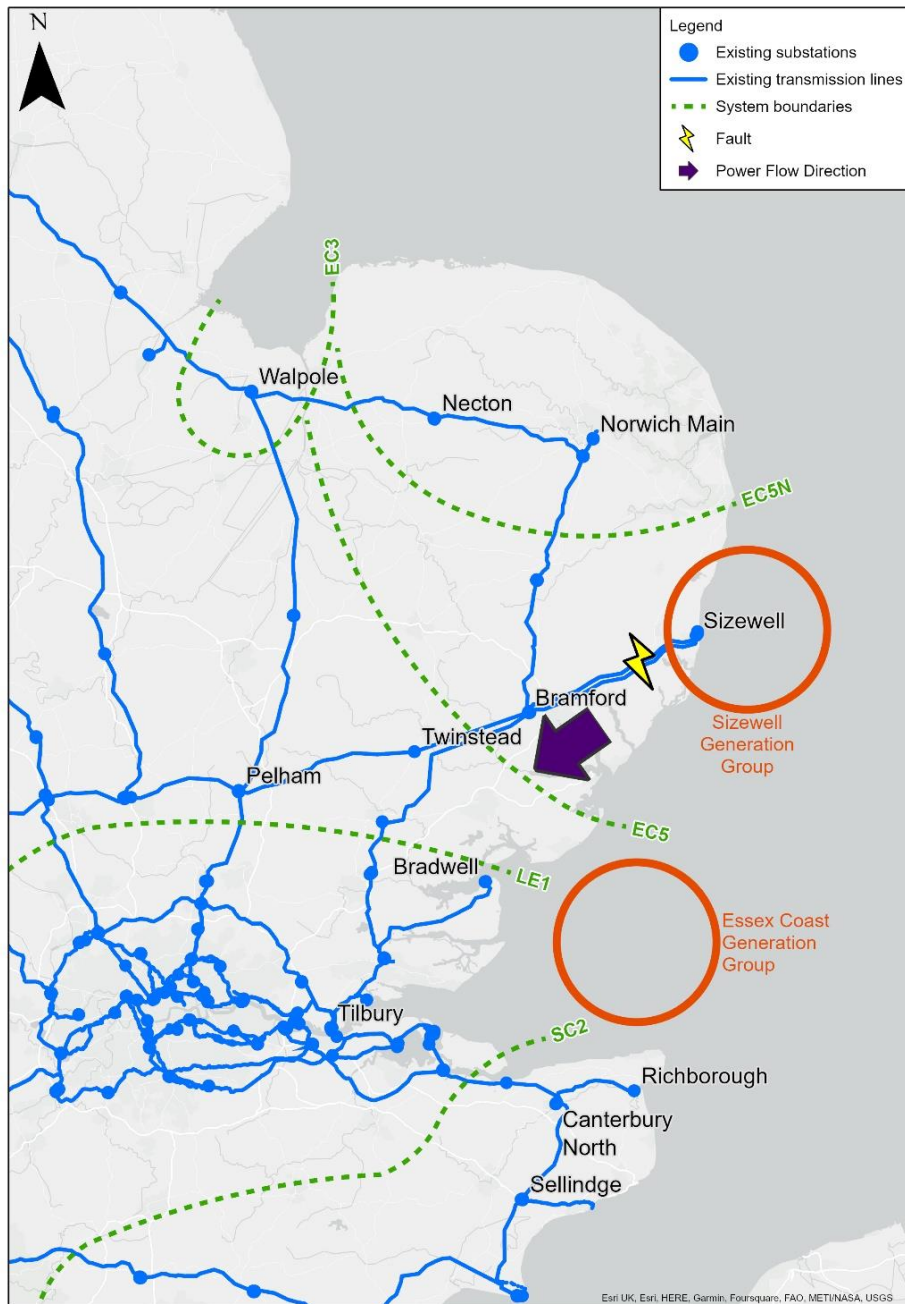 N
Legend
Existing substations
Existing transmission lines
System boundaries
Fault
Power Flow Direction
EC3
Walpole
Necton
Norwich Main
EC5N
Sizewell
Bramford
Sizewell
Generation
Group
Twinstead
Pelham
EC5
Bradwell
LE1
Essex Coast
Generation
Group
Tilbury
SC2
Richborough
Canterbury
North
Sellindge
Esri UK, Esri, HERE, Garmin, Foursquare, FAO, METI/NASA, USGS